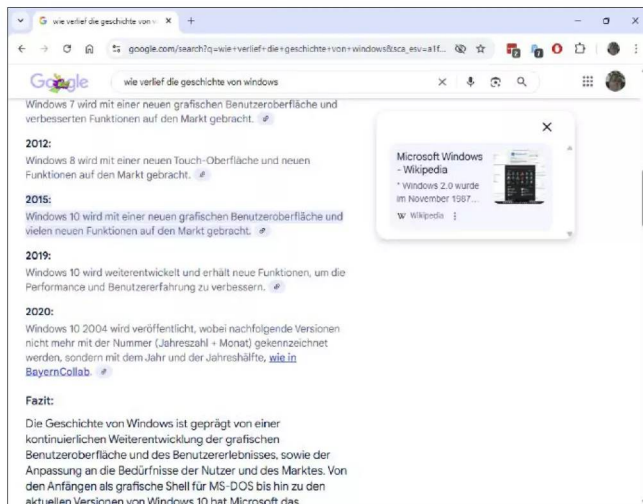 wie verlief die geschichte von w
google.com/search?q=wie+verlief+die+geschichte+von+windows&sca_esv=a1f...
Google
wie verlief die geschichte von windows
Windows 7 wird mit einer neuen grafischen Benutzeroberfläche und
verbesserten Funktionen auf den Markt gebracht.
2012:
Windows 8 wird mit einer neuen Touch-Oberfläche und neuen
Funktionen auf den Markt gebracht.
2015:
Windows 10 wird mit einer neuen grafischen Benutzeroberfläche und
vielen neuen Funktionen auf den Markt gebracht.
2019:
Windows 10 wird weiterentwickelt und erhält neue Funktionen, um die
Performance und Benutzererfahrung zu verbessern.
2020:
Windows 10 2004 wird veröffentlicht, wobei nachfolgende Versionen
nicht mehr mit der Nummer (Jahreszahl + Monat) gekennzeichnet
werden, sondern mit dem Jahr und der Jahreshälfte, wie in
BayernCollab.
Fazit:
Die Geschichte von Windows ist geprägt von einer
kontinuierlichen Weiterentwicklung der grafischen
Benutzeroberfläche und des Benutzererlebnisses, sowie der
Anpassung an die Bedürfnisse der Nutzer und des Marktes. Von
den Anfängen als grafische Shell für MS-DOS bis hin zu den
aktuellen Versionen von Windows 10 hat Microsoft das
Microsoft Windows
- Wikipedia
* Windows 2.0 wurde
im November 1987...
W Wikipedia